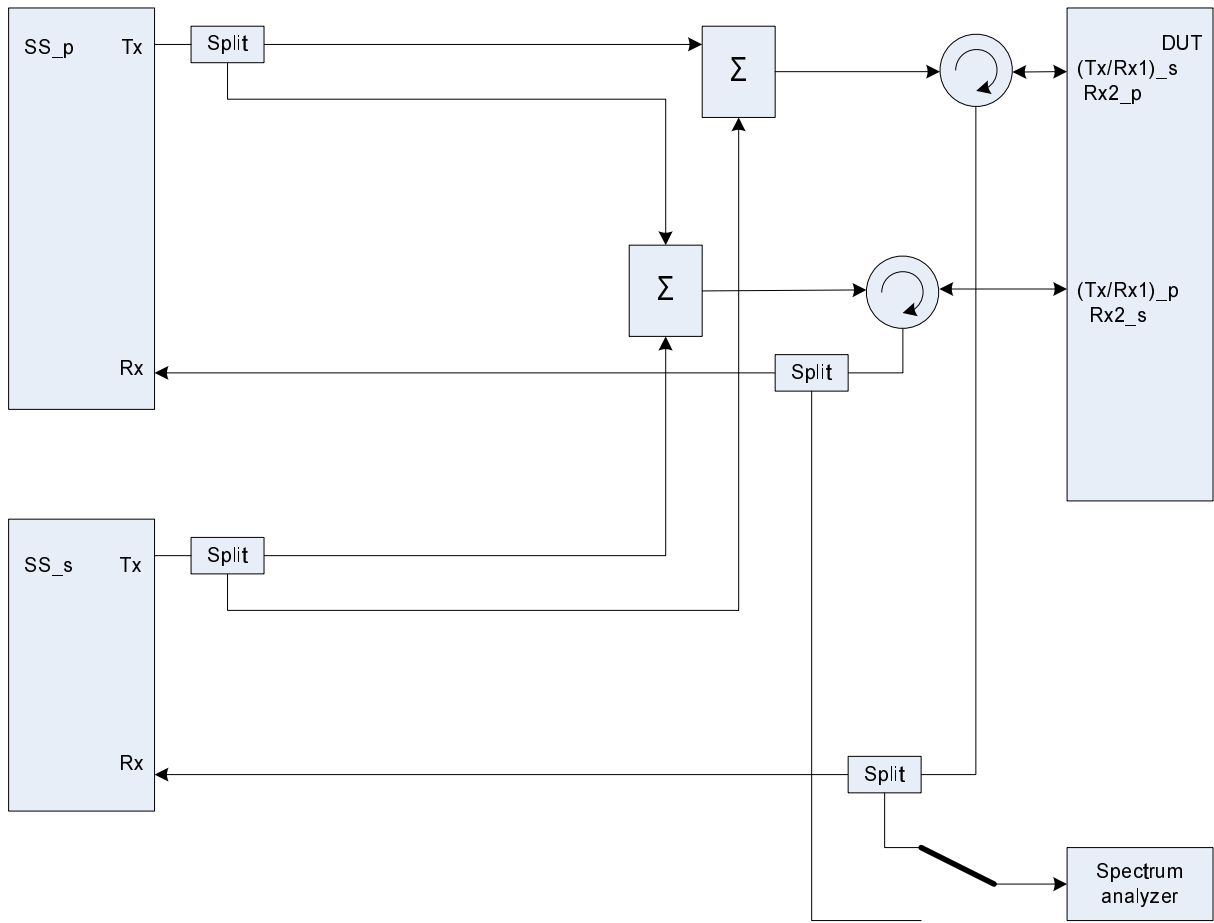 SS_p
Tx
Split
Σ
DUT
(Tx/Rx1)_s
Rx2_p
Σ
(Tx/Rx1)_p
Rx2_s
Rx
Split
SS_s
Tx
Split
Rx
Split
Spectrum
analyzer